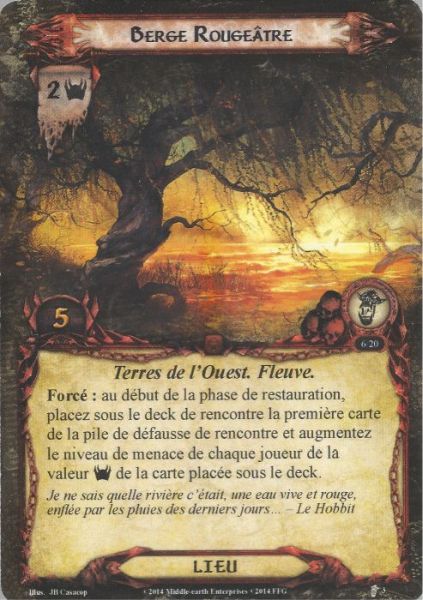 Berge Rougeâtre
2
5
6/20
Terres de l'Ouest. Fleuve.
Forcé : au début de la phase de restauration,
placez sous le deck de rencontre la première carte
de la pile de défausse de rencontre et augmentez
le niveau de menace de chaque joueur de la
valeur de la carte placée sous le deck.
Je ne sais quelle rivière c'était, une eau vive et rouge,
enflée par les pluies des derniers jours… – Le Hobbit
LIEU
Illus. JB Casacop
©2014 Middle-earth Enterprises ©2014 FFG
3